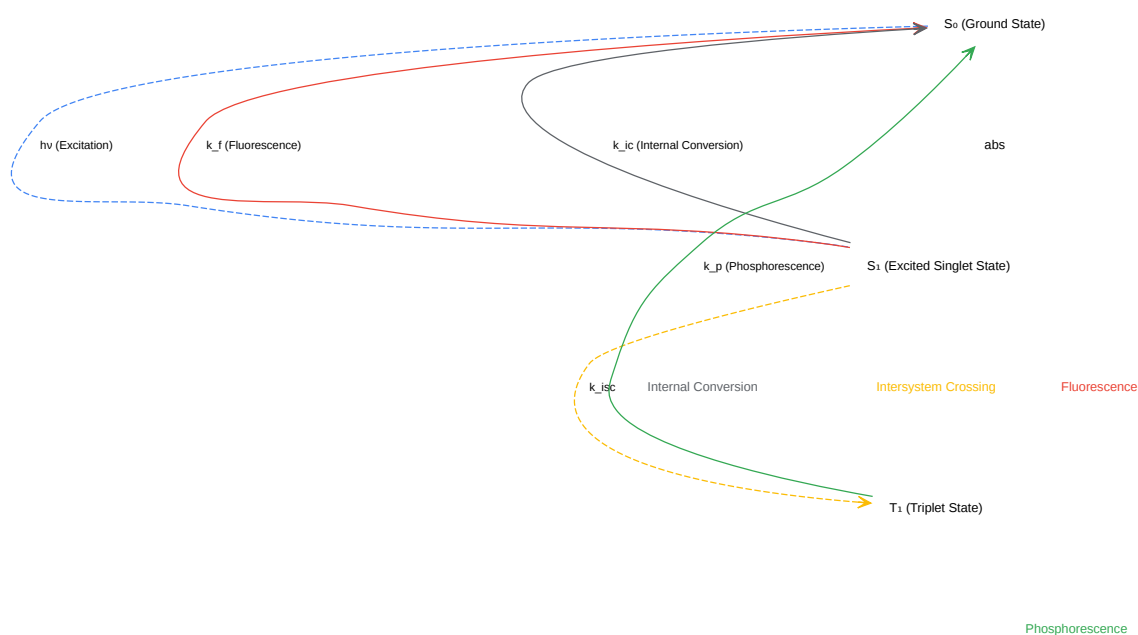 S₀ (Ground State)
hν (Excitation)
k_f (Fluorescence)
k_ic (Internal Conversion)
abs
k_p (Phosphorescence)
S₁ (Excited Singlet State)
k_isc
Internal Conversion
Intersystem Crossing
Fluorescence
T₁ (Triplet State)
Phosphorescence